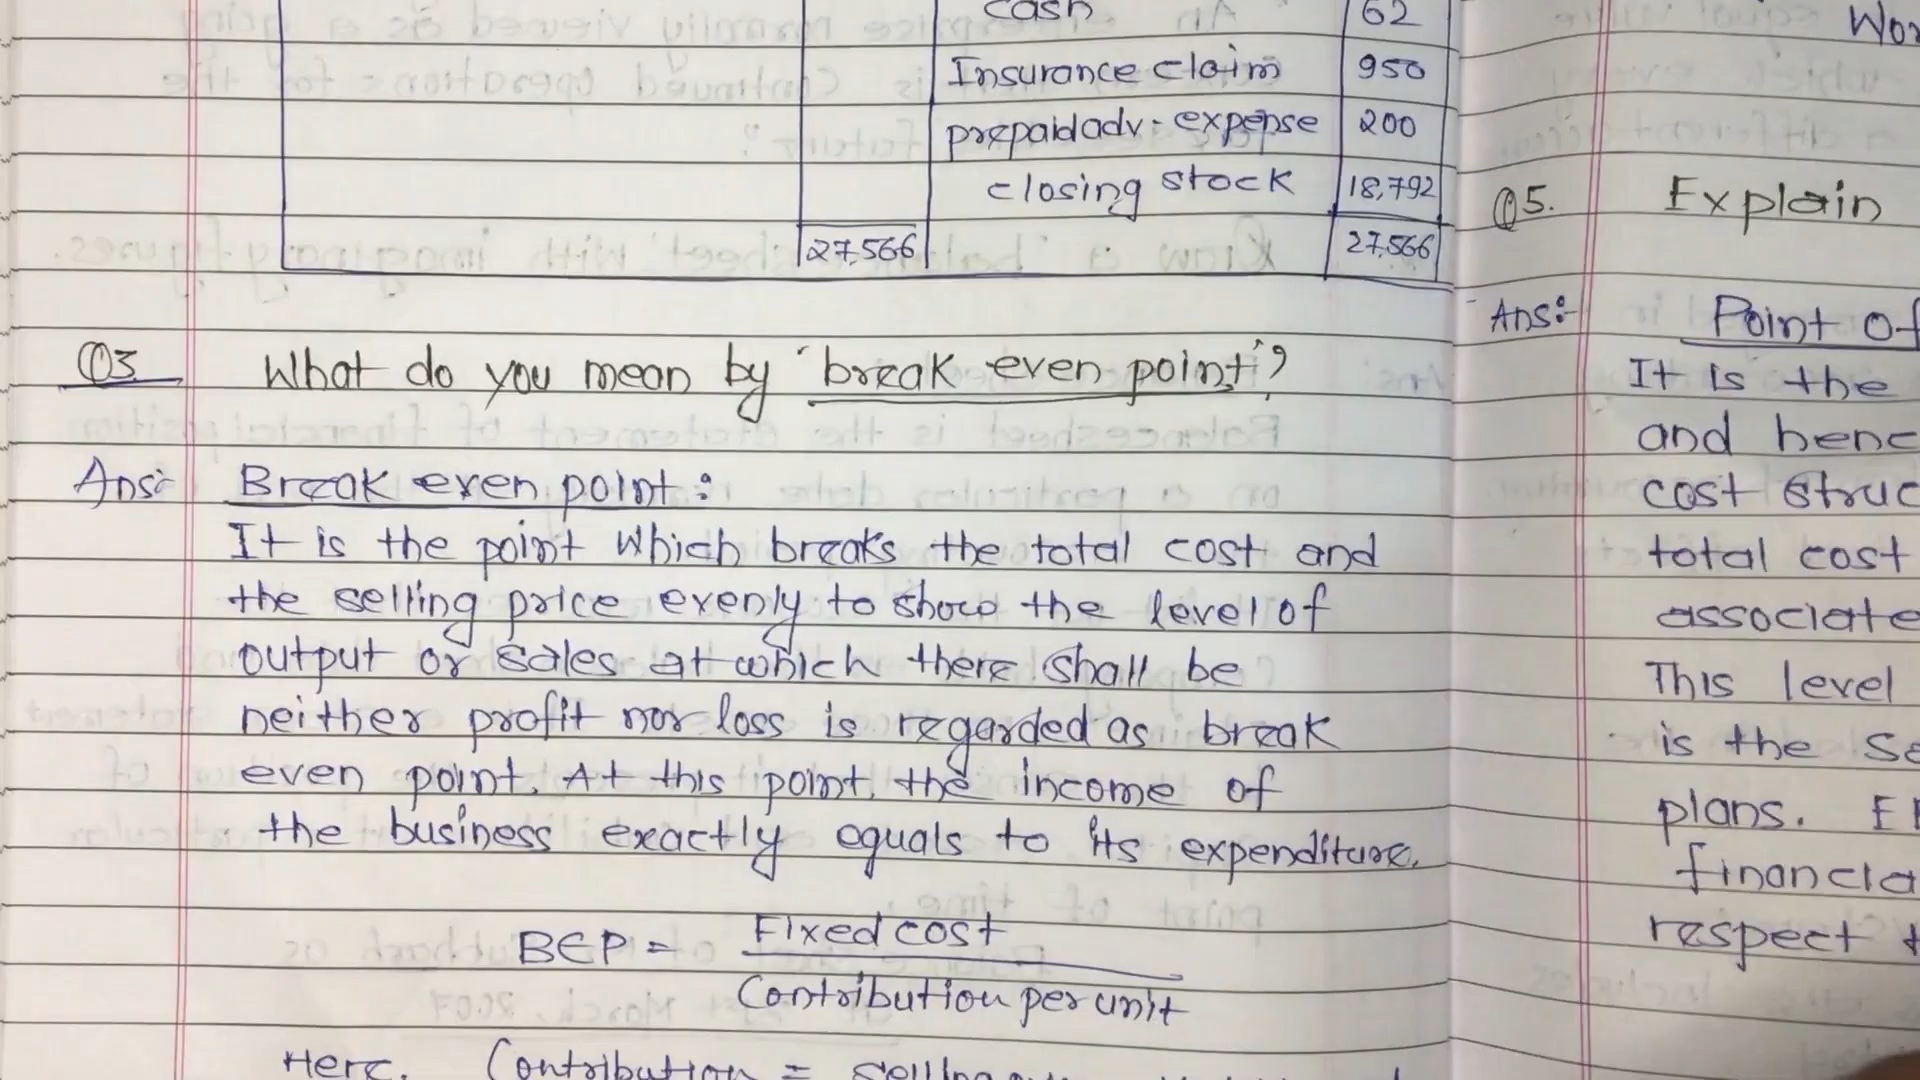 cash 62
Insurance claim 950
prepaid adv. expense 200
closing stock 18,792
27,566 27,566
Q3 What do you mean by 'break even point'?
Ans:- Break even point:
It is the point which breaks the total cost and
the selling price evenly to show the level of
output or sales at which there shall be
neither profit nor loss is regarded as break
even point. At this point, the income of
the business exactly equals to its expenditure.
BEP = Fixed cost
Contribution per unit
Here, Contribution =
Q5. Explain
Ans:- Point of
It is the
and henc
cost struc
total cost
associate
This level
is the se
plans.
financia
respect